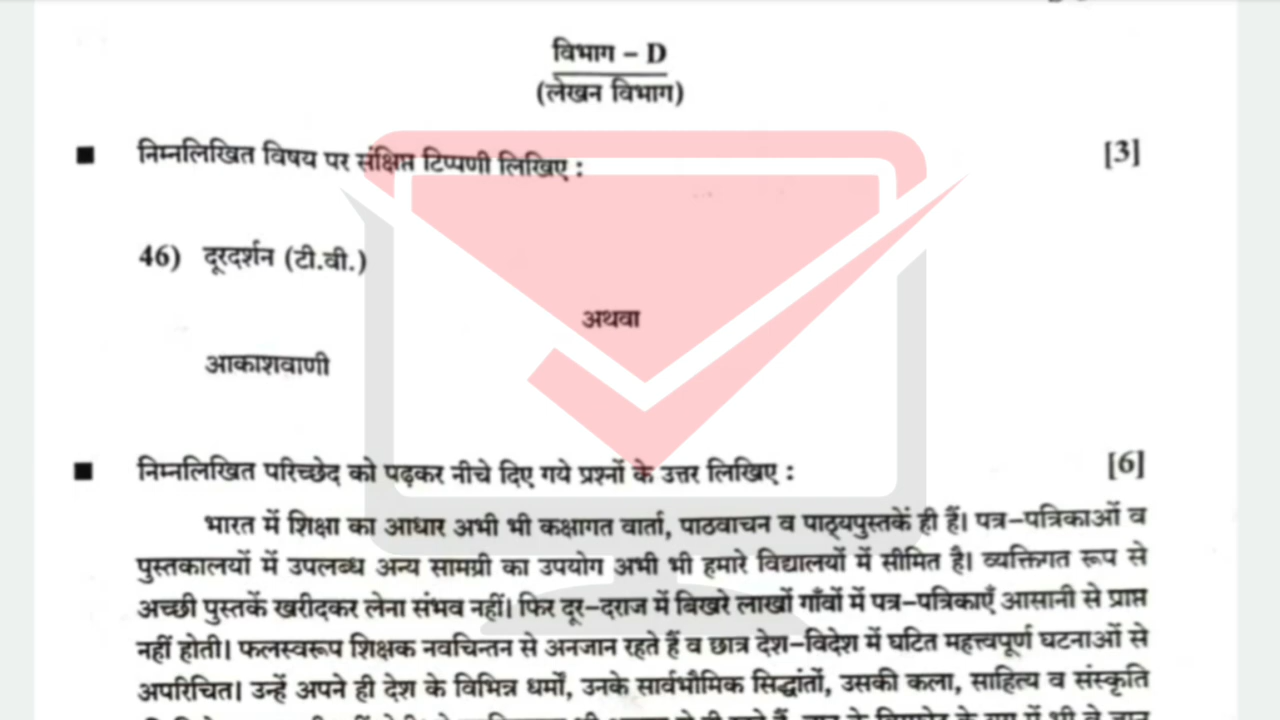 विभाग – D
(लेखन विभाग)
■ निम्नलिखित विषय पर संक्षिप्त टिप्पणी लिखिए : [3]
46) दूरदर्शन (टी.वी.)
अथवा
आकाशवाणी
■ निम्नलिखित परिच्छेद को पढ़कर नीचे दिए गये प्रश्नों के उत्तर लिखिए : [6]
भारत में शिक्षा का आधार अभी भी कक्षागत वार्ता, पाठवाचन व पाठ्यपुस्तकें ही हैं। पत्र–पत्रिकाओं व
पुस्तकालयों में उपलब्ध अन्य सामग्री का उपयोग अभी भी हमारे विद्यालयों में सीमित है। व्यक्तिगत रूप से
अच्छी पुस्तकें खरीदकर लेना संभव नहीं। फिर दूर–दराज में बिखरे लाखों गाँवों में पत्र–पत्रिकाएँ आसानी से प्राप्त
नहीं होती। फलस्वरूप शिक्षक नवचिन्तन से अनजान रहते हैं व छात्र देश–विदेश में घटित महत्त्वपूर्ण घटनाओं से
अपरिचित। उन्हें अपने ही देश के विभिन्न धर्मों, उनके सार्वभौमिक सिद्धांतों, उसकी कला, साहित्य व संस्कृति